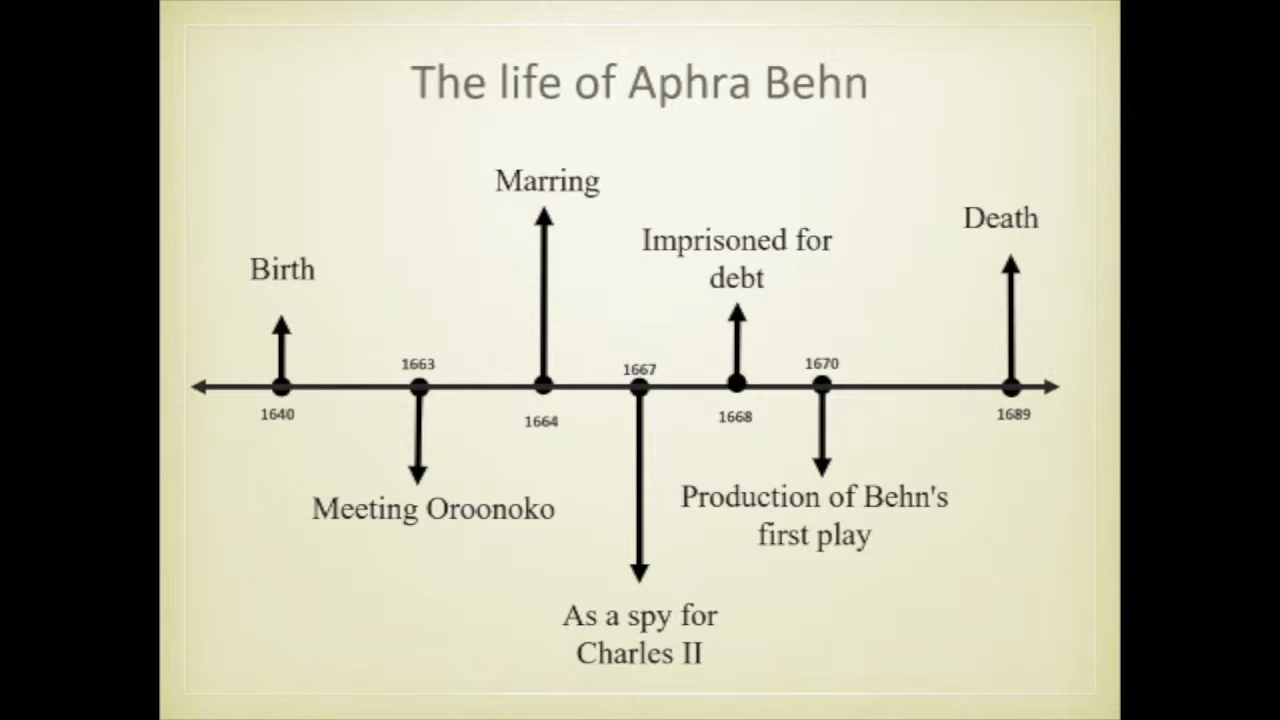 The life of Aphra Behn
Marring
Death
Imprisoned for
debt
Birth
1663
1667
1670
1640
1664
1668
1689
Meeting Oroonoko
Production of Behn's
first play
As a spy for
Charles II